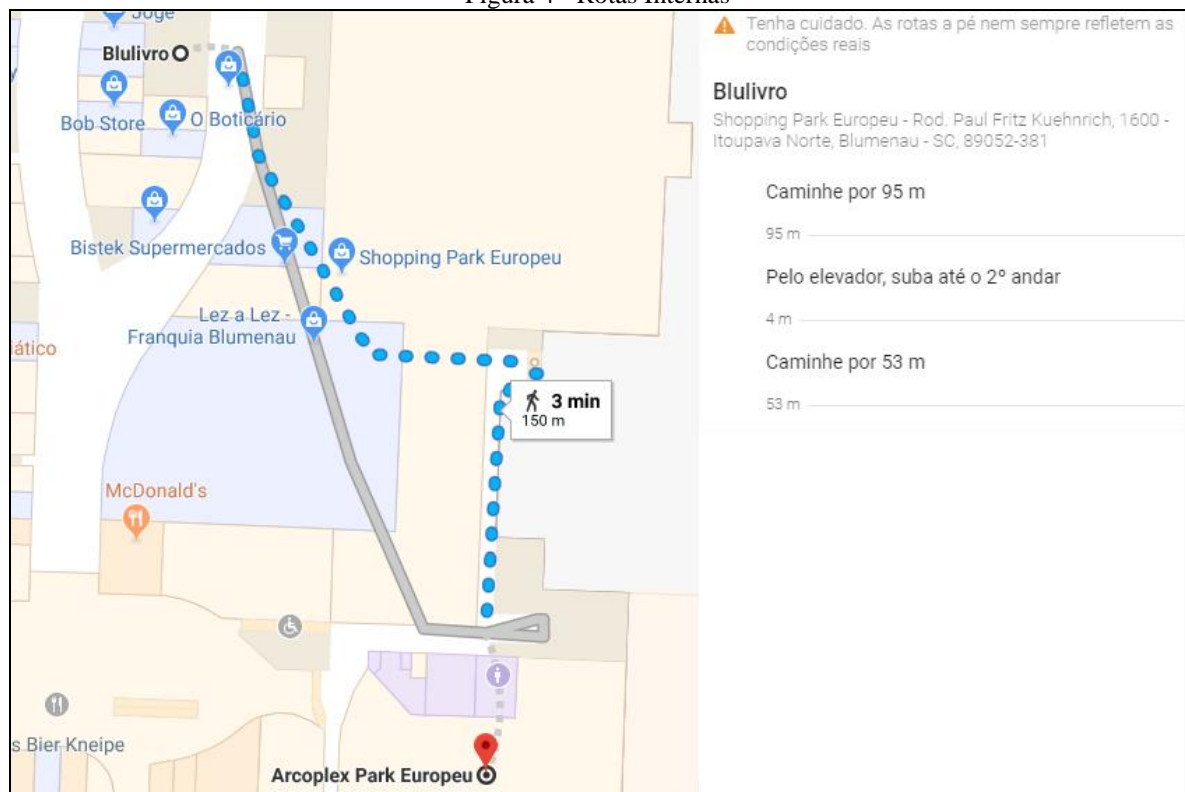 Figura 4 - Rotas Internas
Joge
Blulivro
Bob Store
O Boticário
Bistek Supermercados
Shopping Park Europeu
Lez a Lez -
Franquia Blumenau
3 min
150 m
McDonald's
s Bier Kneipe
Arcoplex Park Europeu
Tenha cuidado. As rotas a pé nem sempre refletem as
condições reais
Blulivro
Shopping Park Europeu - Rod. Paul Fritz Kuehnrich, 1600 -
Itoupava Norte, Blumenau - SC, 89052-381
Caminhe por 95 m
95 m
Pelo elevador, suba até o 2º andar
4 m
Caminhe por 53 m
53 m